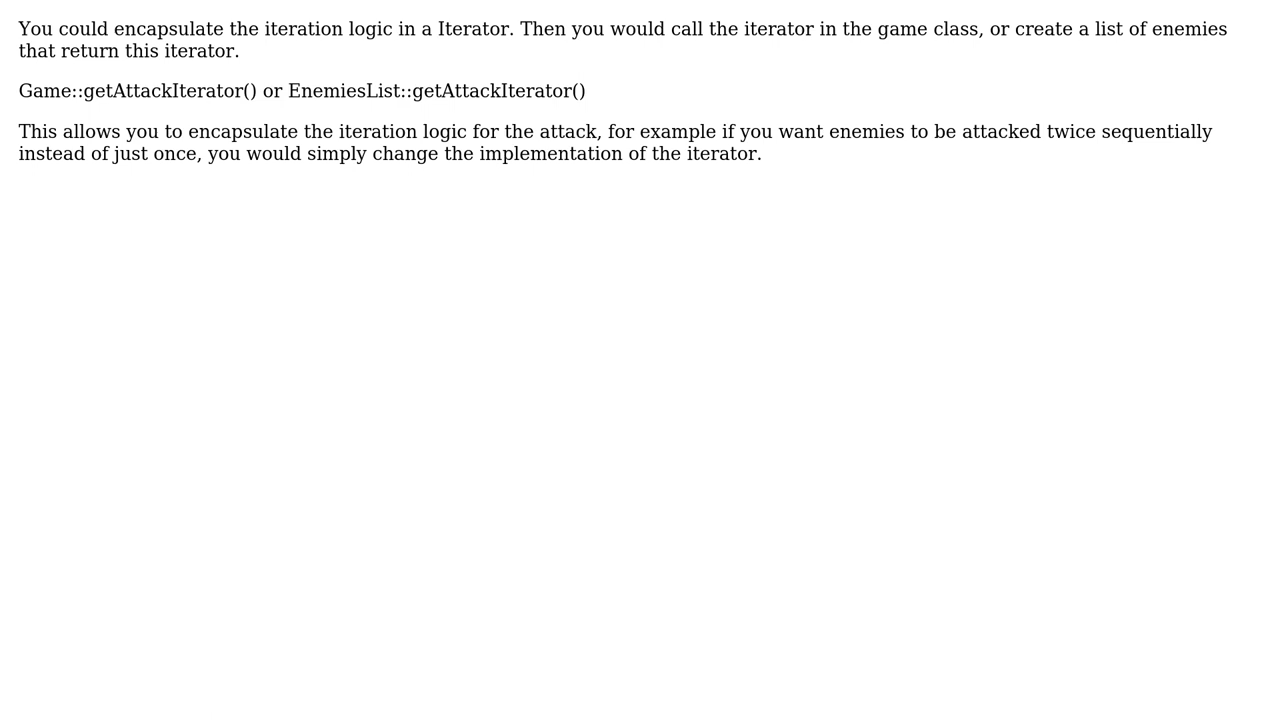 You could encapsulate the iteration logic in a Iterator. Then you would call the iterator in the game class, or create a list of enemies
that return this iterator.
Game::getAttackIterator() or EnemiesList::getAttackIterator()
This allows you to encapsulate the iteration logic for the attack, for example if you want enemies to be attacked twice sequentially
instead of just once, you would simply change the implementation of the iterator.